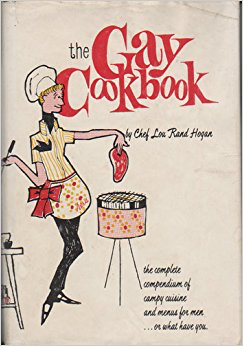 the Gay
Cookbook
by Chef Lou Rand Hogan
the complete
compendium of
campy cuisine
and menus for men
... or what have you.